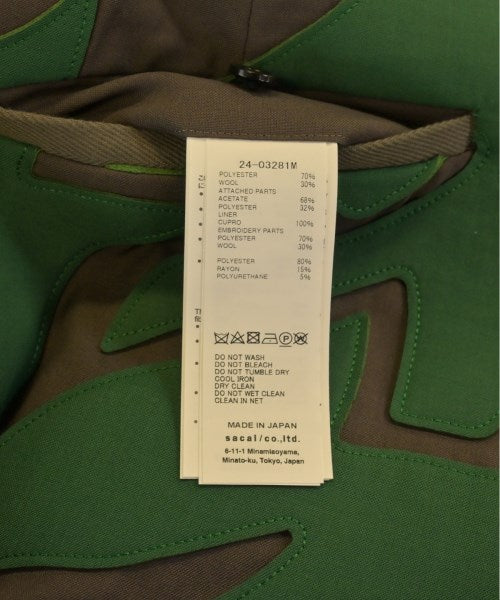 24-03281M
POLYESTER 70%
WOOL 30%
ATTACHED PARTS
ACETATE 68%
POLYESTER 32%
LINER
CUPRO 100%
EMBROIDERY PARTS
POLYESTER 70%
WOOL 30%
POLYESTER 80%
RAYON 15%
POLYURETHANE 5%
DO NOT WASH
DO NOT BLEACH
DO NOT TUMBLE DRY
COOL IRON
DRY CLEAN
DO NOT WET CLEAN
CLEAN IN NET
MADE IN JAPAN
sacai/co.,ltd.
6-11-1 Minamiaoyama,
Minato-ku, Tokyo, Japan